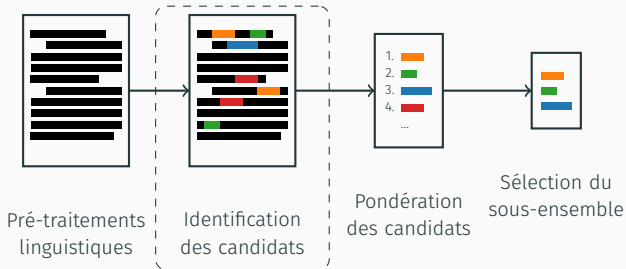 1.
2.
3.
4.
...
Pré-traitements
linguistiques
Identification
des candidats
Pondération
des candidats
Sélection du
sous-ensemble